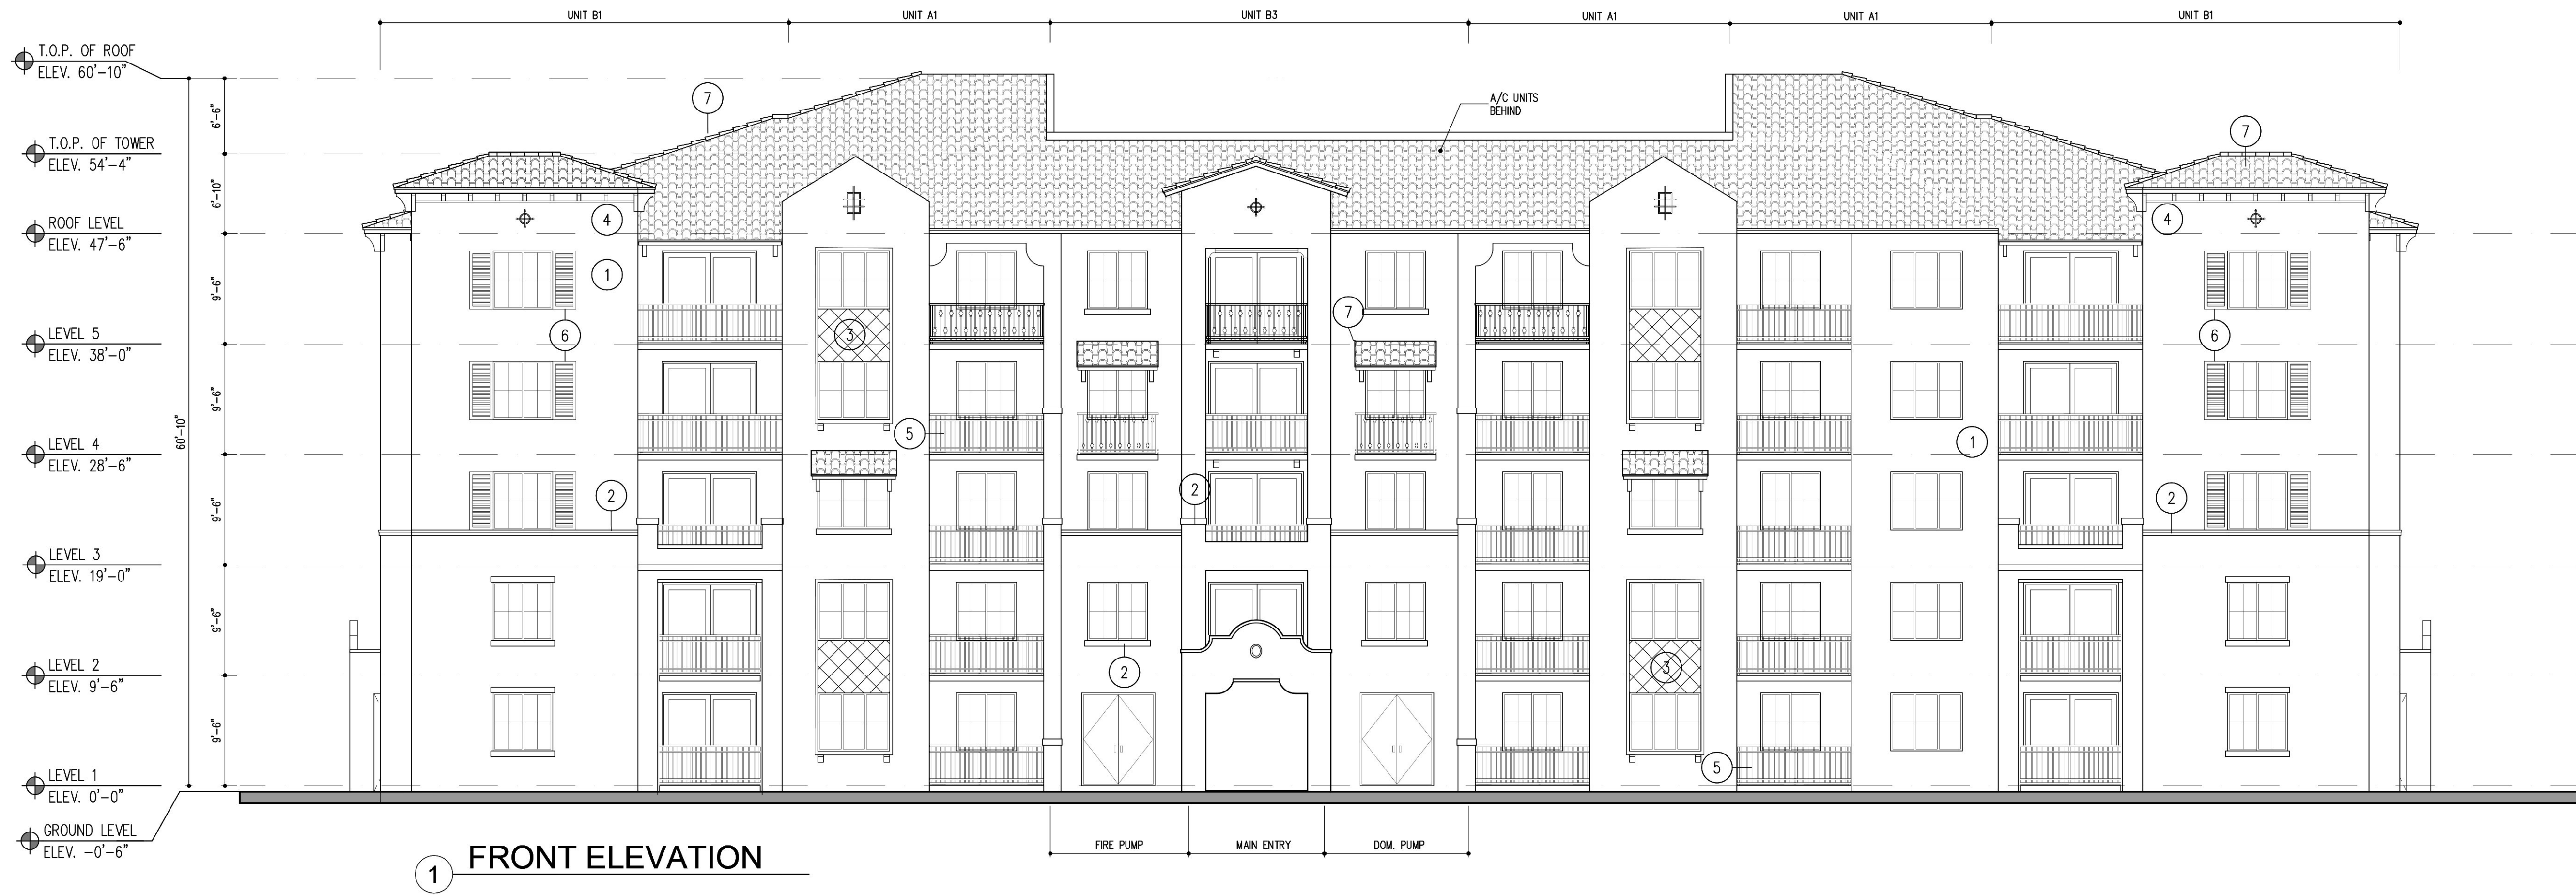 UNIT B1
UNIT A1
UNIT B3
UNIT A1
UNIT A1
UNIT B1
T.O.P. OF ROOF
ELEV. 60'-10"
T.O.P. OF TOWER
ELEV. 54'-4"
ROOF LEVEL
ELEV. 47'-6"
LEVEL 5
ELEV. 38'-0"
LEVEL 4
ELEV. 28'-6"
LEVEL 3
ELEV. 19'-0"
LEVEL 2
ELEV. 9'-6"
LEVEL 1
ELEV. 0'-0"
GROUND LEVEL
ELEV. -0'-6"
60'-10"
6'-6"
6'-10"
9'-6"
9'-6"
9'-6"
9'-6"
9'-6"
7
A/C UNITS
BEHIND
7
4
4
1
7
6
3
6
5
1
2
2
2
2
3
5
FIRE PUMP
MAIN ENTRY
DOM. PUMP
1
FRONT ELEVATION